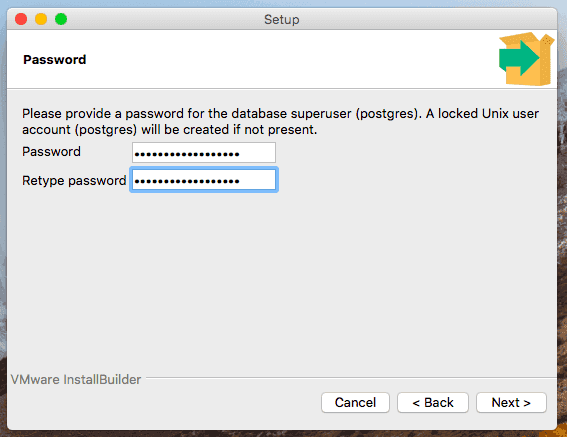 Setup
Password
Please provide a password for the database superuser (postgres). A locked Unix user
account (postgres) will be created if not present.
Password ••••••••••••••••••
Retype password ••••••••••••••••••
VMware InstallBuilder
Cancel < Back Next >